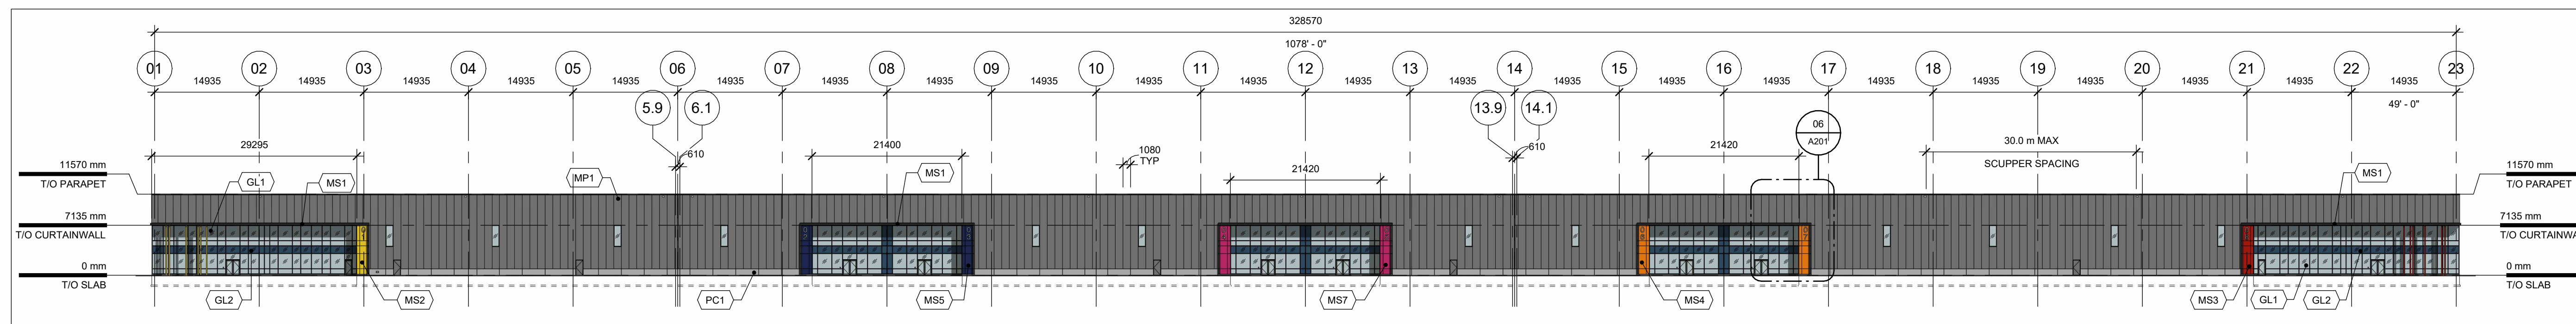 328570
1078' - 0"
01 02 03 04 05 06 07 08 09 10 11 12 13 14 15 16 17 18 19 20 21 22 23
14935 14935 14935 14935 14935 14935 14935 14935 14935 14935 14935 14935 14935 14935 14935 14935 14935 14935 14935 14935 14935 14935
5.9 6.1 13.9 14.1 49' - 0"
06
A201
29295 610 21400 1080 21420 610 21420 30.0 m MAX
TYP
SCUPPER SPACING
11570 mm 11570 mm
T/O PARAPET T/O PARAPET
GL1 MS1 MP1 MS1 MS1
7135 mm 7135 mm
T/O CURTAINWALL T/O CURTAINWA
0 mm 0 mm
T/O SLAB T/O SLAB
GL2 MS2 PC1 MS5 MS7 MS4 MS3 GL1 GL2